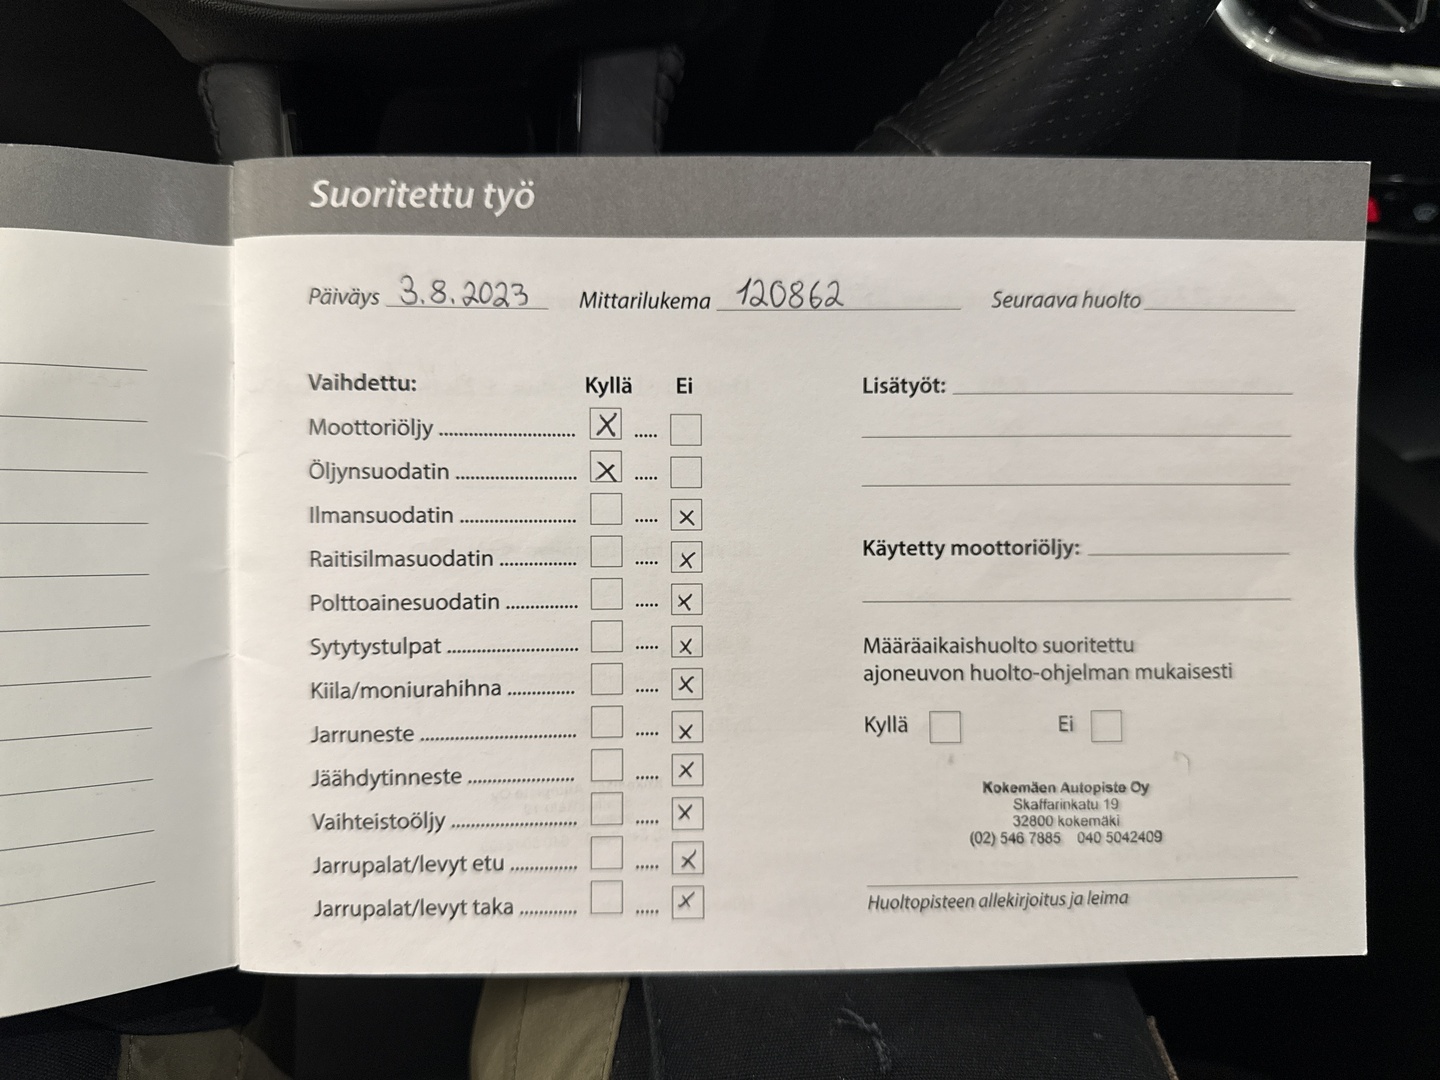 Suoritettu työ
Päiväys 3.8.2023 Mittarilukema 120862 Seuraava huolto
Vaihdettu: Kyllä Ei
Moottoriöljy X
Öljynsuodatin X
Ilmansuodatin X
Raitisilmasuodatin X
Polttoainesuodatin X
Sytytystulpat X
Kiila/moniurahihna X
Jarruneste X
Jäähdytinneste X
Vaihteistoöljy X
Jarrupalat/levyt etu X
Jarrupalat/levyt taka X
Lisätyöt:
Käytetty moottoriöljy:
Määräaikaishuolto suoritettu
ajoneuvon huolto-ohjelman mukaisesti
Kyllä Ei
Kokemäen Autopiste Oy
Skaffarinkatu 19
32800 kokemäki
(02) 546 7885 040 5042409
Huoltopisteen allekirjoitus ja leima